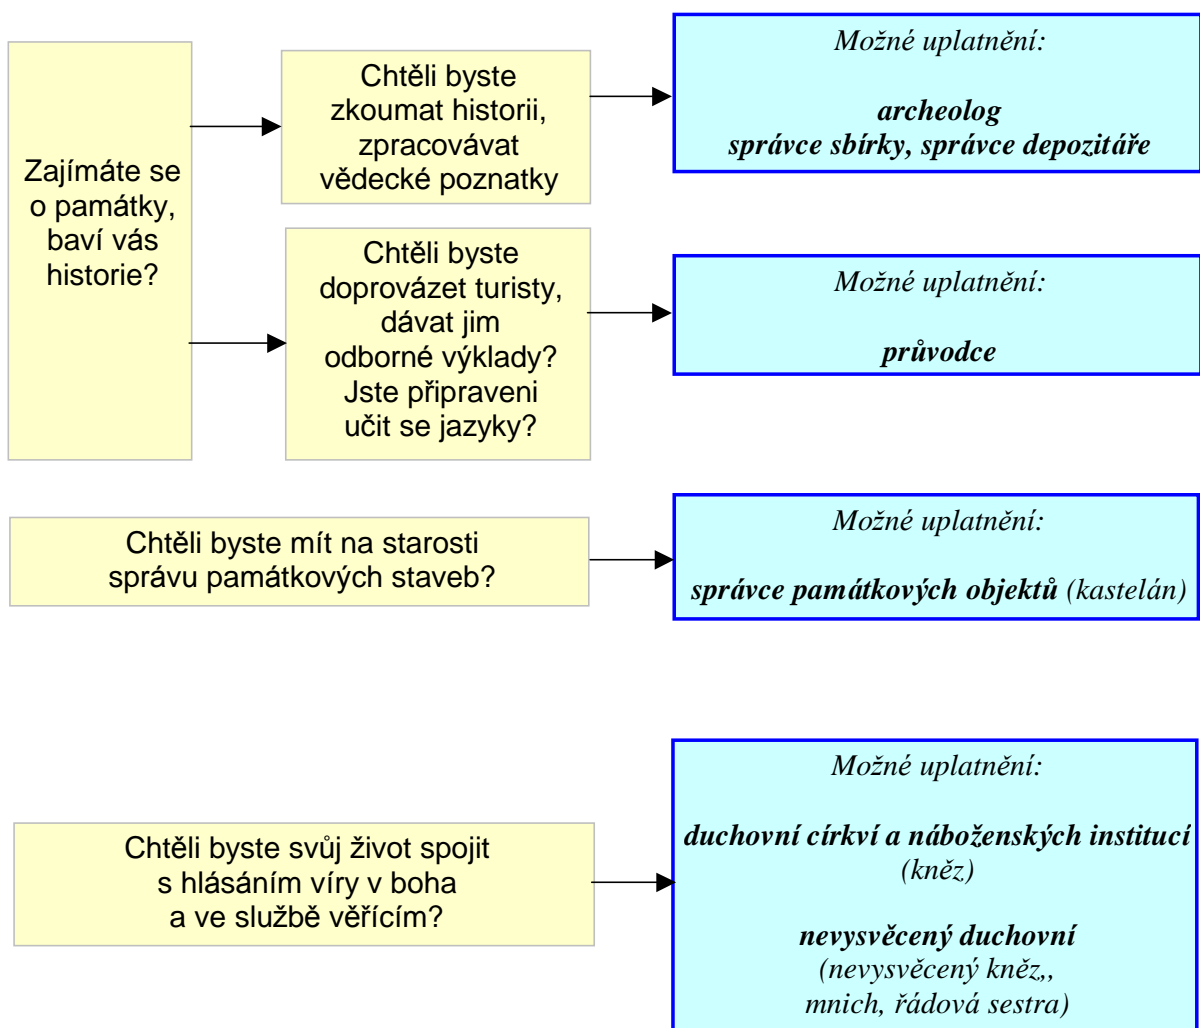 Zajímáte se
o památky,
baví vás
historie?
Chtěli byste
zkoumat historii,
zpracovávat
vědecké poznatky
Možné uplatnění:
archeolog
správce sbírky, správce depozitáře
Chtěli byste
doprovázet turisty,
dávat jim
odborné výklady?
Jste připraveni
učit se jazyky?
Možné uplatnění:
průvodce
Chtěli byste mít na starosti
správu památkových staveb?
Možné uplatnění:
správce památkových objektů (kastelán)
Chtěli byste svůj život spojit
s hlásáním víry v boha
a ve službě věřícím?
Možné uplatnění:
duchovní církví a náboženských institucí
(kněz)
nevysvěcený duchovní
(nevysvěcený kněz,,
mnich, řádová sestra)